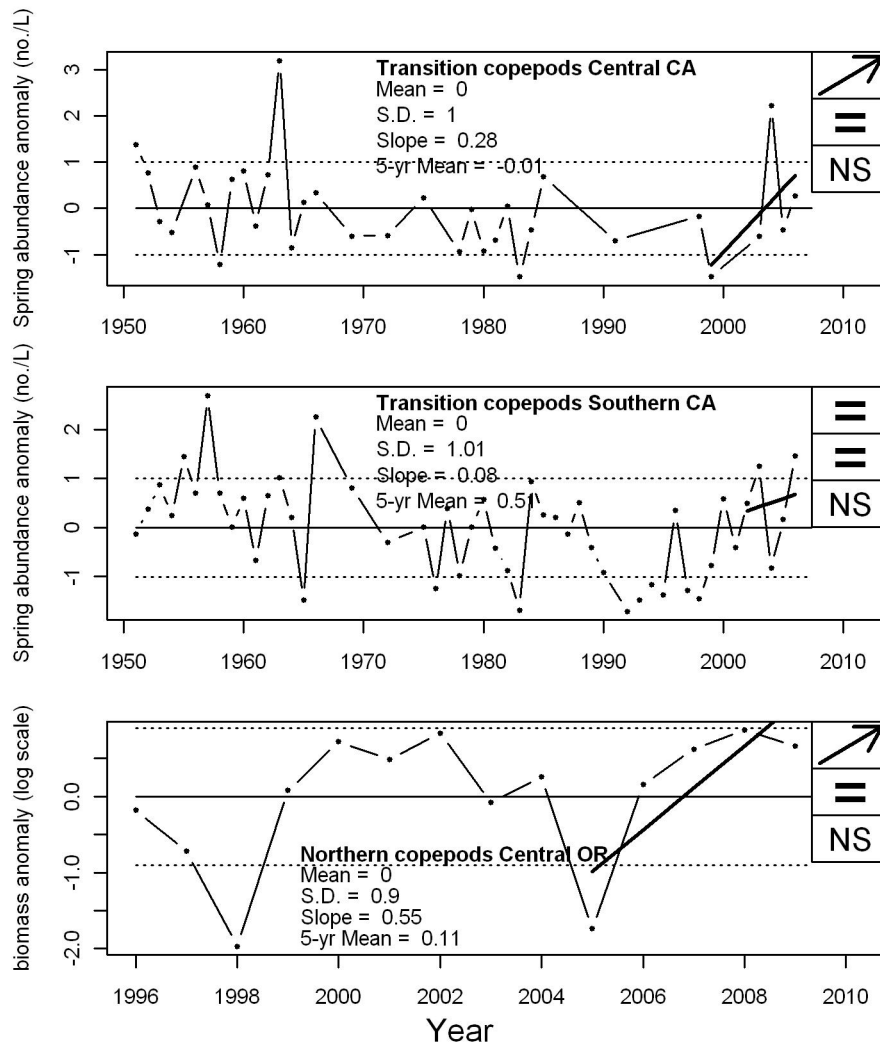 Spring abundance anomaly (no./L)
3
2
1
0
-1
Transition copepods Central CA
Mean = 0
S.D. = 1
Slope = 0.28
5-yr Mean = -0.01
=
NS
1950 1960 1970 1980 1990 2000 2010
Spring abundance anomaly (no./L)
2
1
0
-1
Transition copepods Southern CA
Mean = 0
S.D. = 1.01
Slope = 0.08
5-yr Mean = 0.51
=
=
NS
1950 1960 1970 1980 1990 2000 2010
biomass anomaly (log scale)
0.0
-1.0
-2.0
Northern copepods Central OR
Mean = 0
S.D. = 0.9
Slope = 0.55
5-yr Mean = 0.11
=
NS
1996 1998 2000 2002 2004 2006 2008 2010
Year